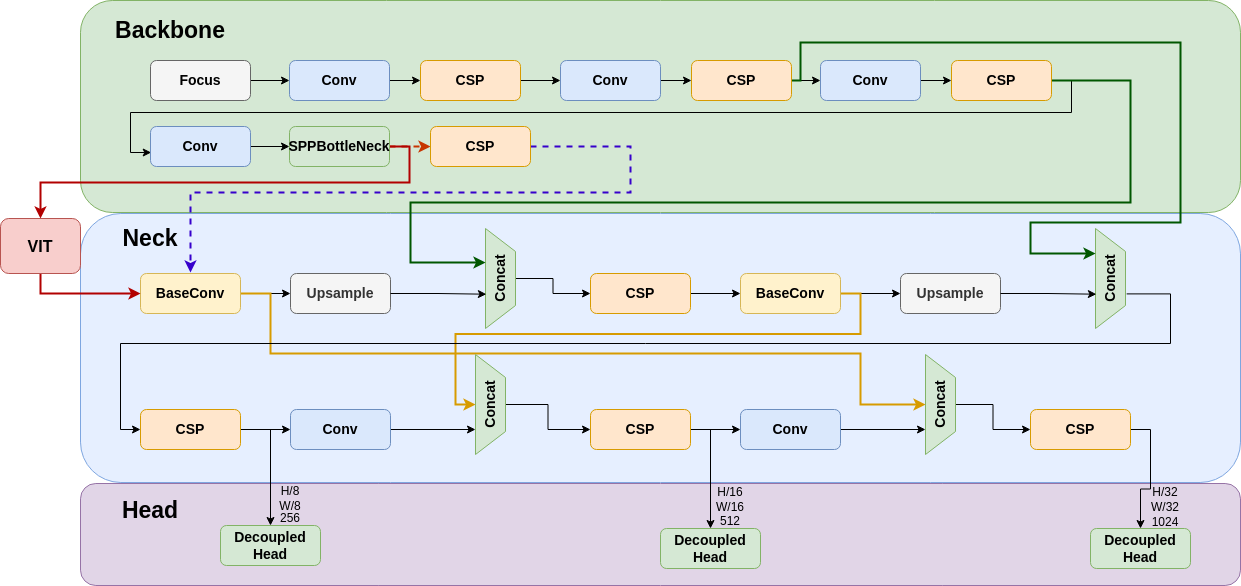 Backbone
Focus
Conv
CSP
Conv
CSP
Conv
CSP
Conv
SPPBottleNeck
CSP
VIT
Neck
BaseConv
Upsample
Concat
CSP
BaseConv
Upsample
Concat
CSP
Conv
Concat
CSP
Conv
Concat
CSP
Head
H/8
W/8
256
Decoupled
Head
H/16
W/16
512
Decoupled
Head
H/32
W/32
1024
Decoupled
Head